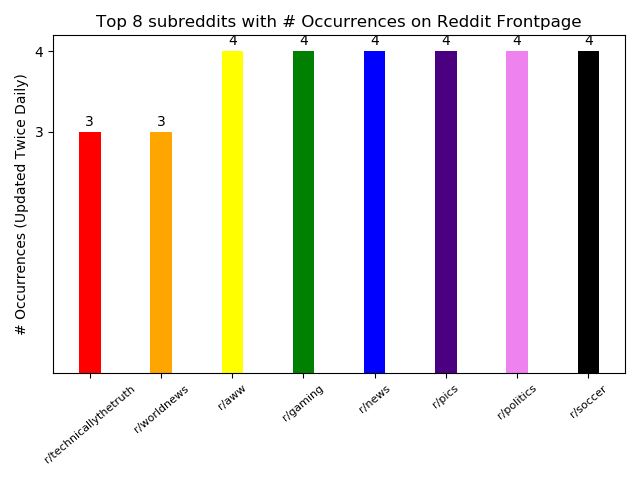 Top 8 subreddits with # Occurrences on Reddit Frontpage
# Occurrences (Updated Twice Daily)
4
3
3
3
4
4
4
4
4
4
r/technicallythetruth
r/worldnews
r/aww
r/gaming
r/news
r/pics
r/politics
r/soccer